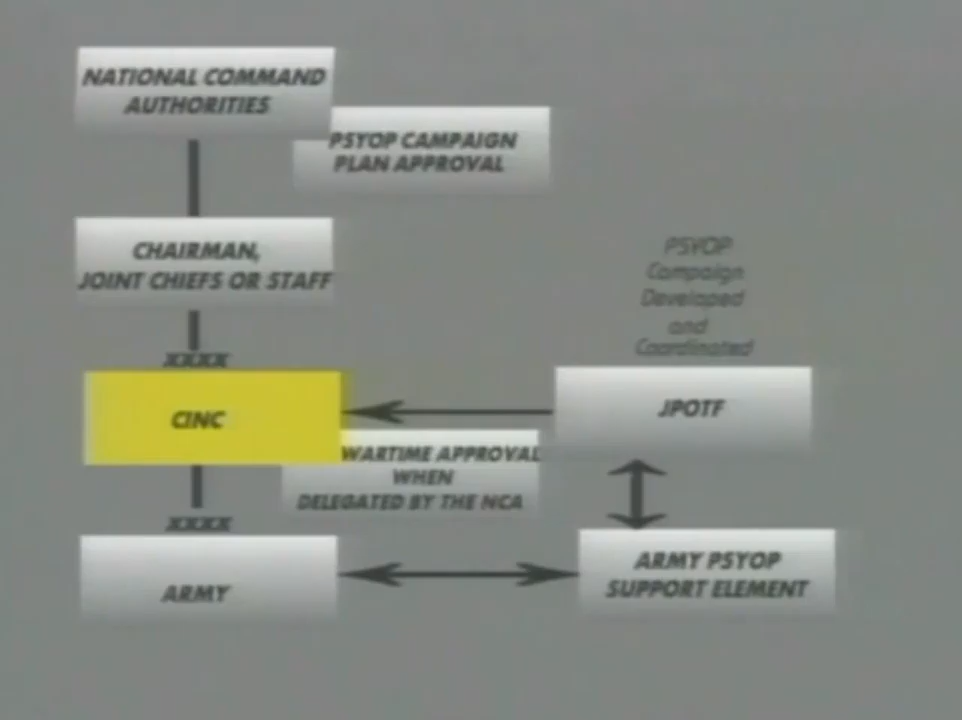 NATIONAL COMMAND
AUTHORITIES
PSYOP CAMPAIGN
PLAN APPROVAL
CHAIRMAN,
JOINT CHIEFS OR STAFF
PSYOP
Campaign
Developed
and
Coordinated
XXXX
CINC
JPOTF
WARTIME APPROVAL
WHEN
DELEGATED BY THE NCA
XXXX
ARMY
ARMY PSYOP
SUPPORT ELEMENT